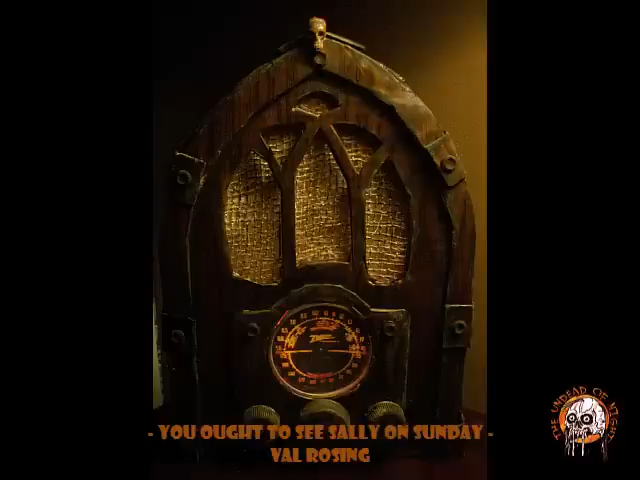 - YOU OUGHT TO SEE SALLY ON SUNDAY -
VAL ROSING
THE UNDEAD OF NIGHT